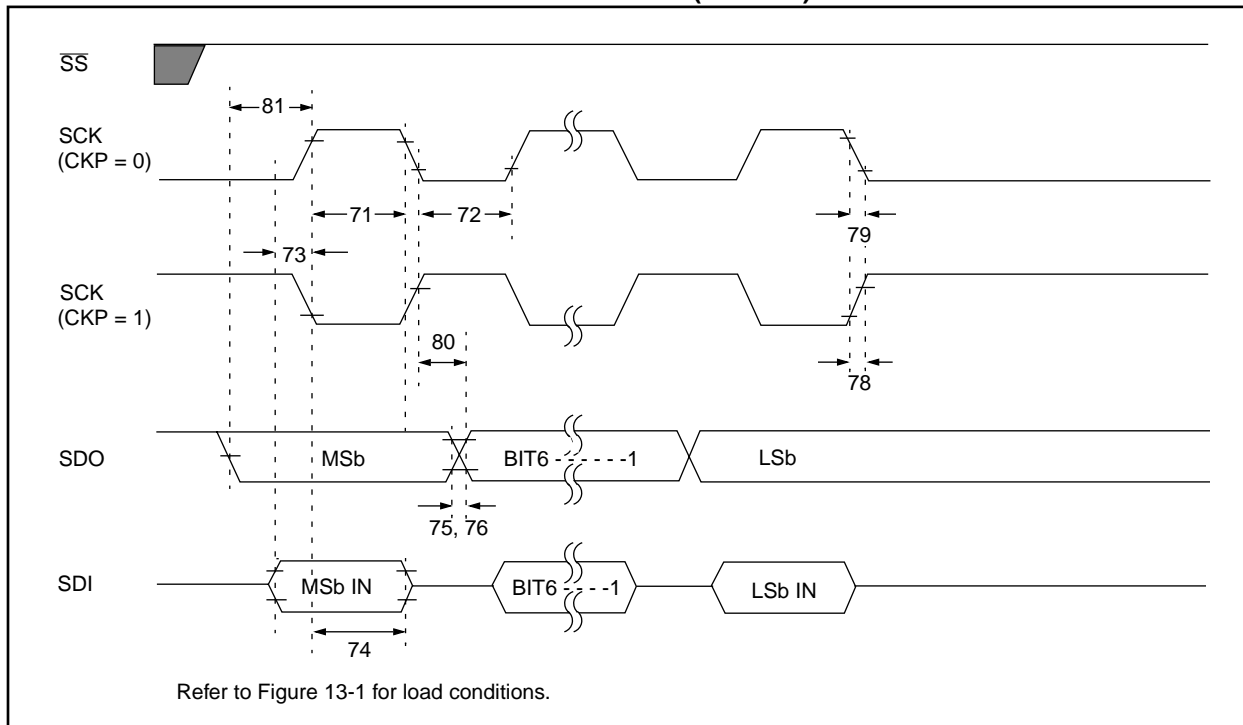 SS
81
SCK
(CKP = 0)
71
72
79
73
SCK
(CKP = 1)
80
78
SDO
MSb
BIT6 - - - - - -1
LSb
75, 76
SDI
MSb IN
BIT6 - - - -1
LSb IN
74
Refer to Figure 13-1 for load conditions.